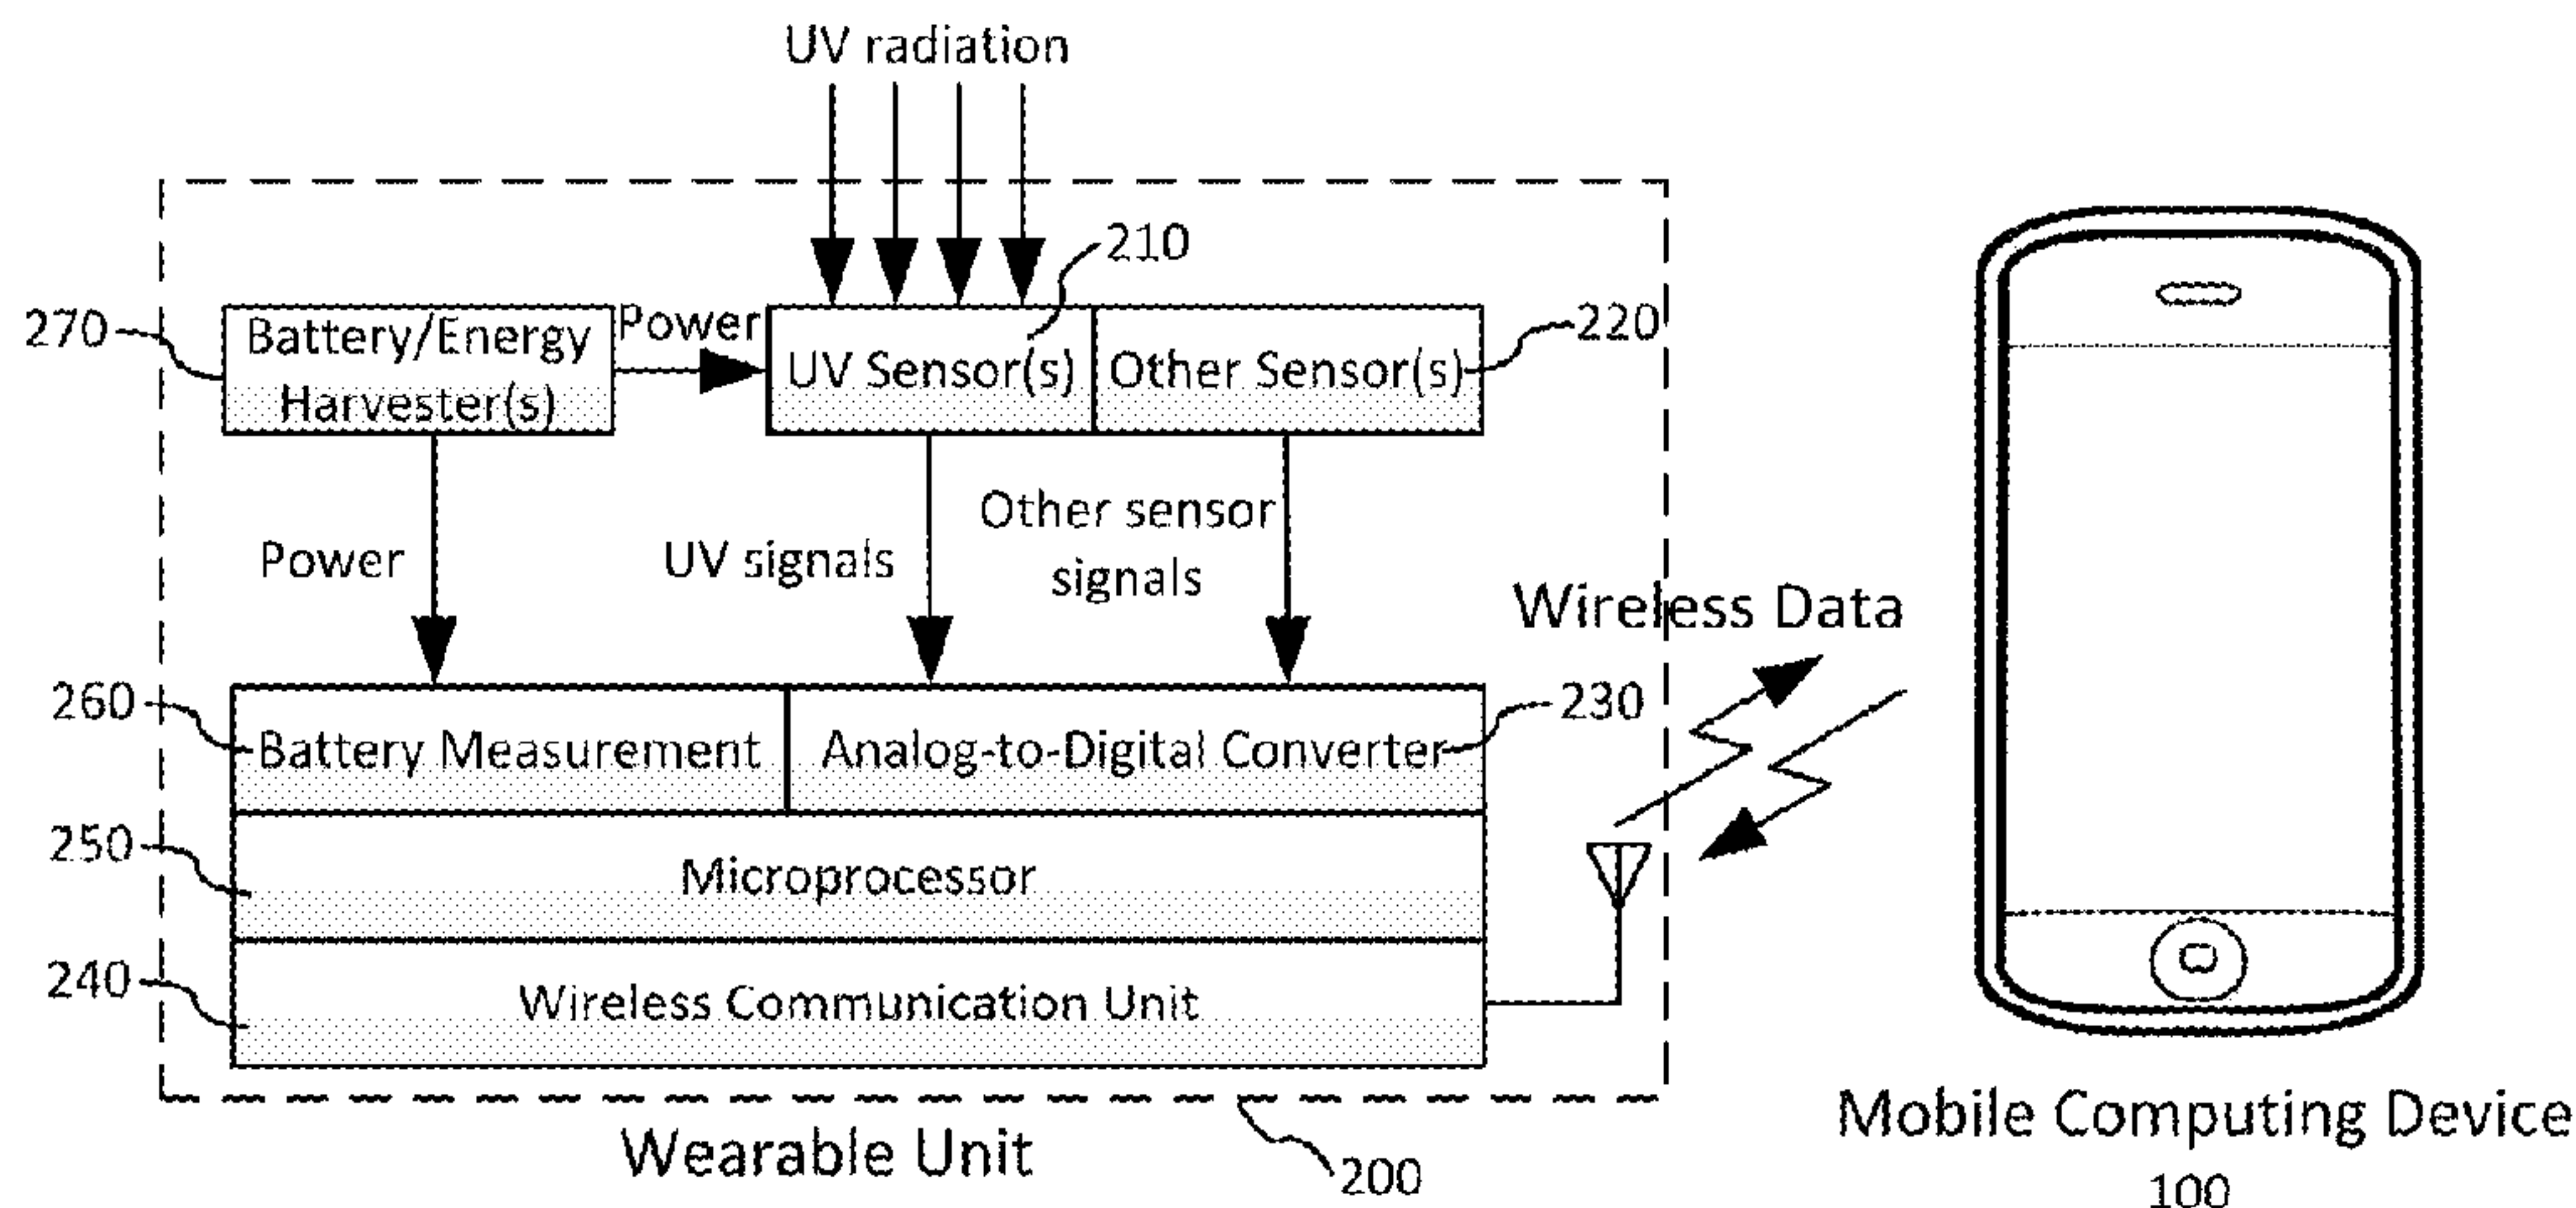 UV radiation
210
270
Battery/Energy
Harvester(s)
Power
UV Sensor(s)
Other Sensor(s)
220
Power
UV signals
Other sensor
signals
Wireless Data
260
Battery Measurement
Analog-to-Digital Converter
230
250
Microprocessor
240
Wireless Communication Unit
Wearable Unit
200
Mobile Computing Device
100